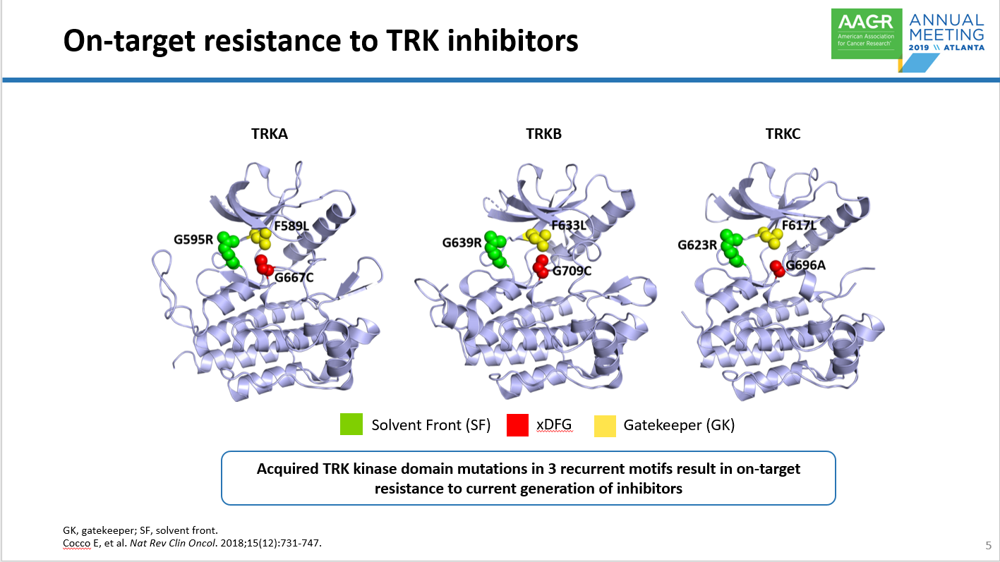 On-target resistance to TRK inhibitors
AACR
American Association
for Cancer Research®
ANNUAL
MEETING
2019 \\ ATLANTA
TRKA
TRKB
TRKC
G595R
F589L
G667C
G639R
F633L
G709C
G623R
F617L
G696A
Solvent Front (SF)
xDFG
Gatekeeper (GK)
Acquired TRK kinase domain mutations in 3 recurrent motifs result in on-target
resistance to current generation of inhibitors
GK, gatekeeper; SF, solvent front.
Cocco E, et al. Nat Rev Clin Oncol. 2018;15(12):731-747.
5